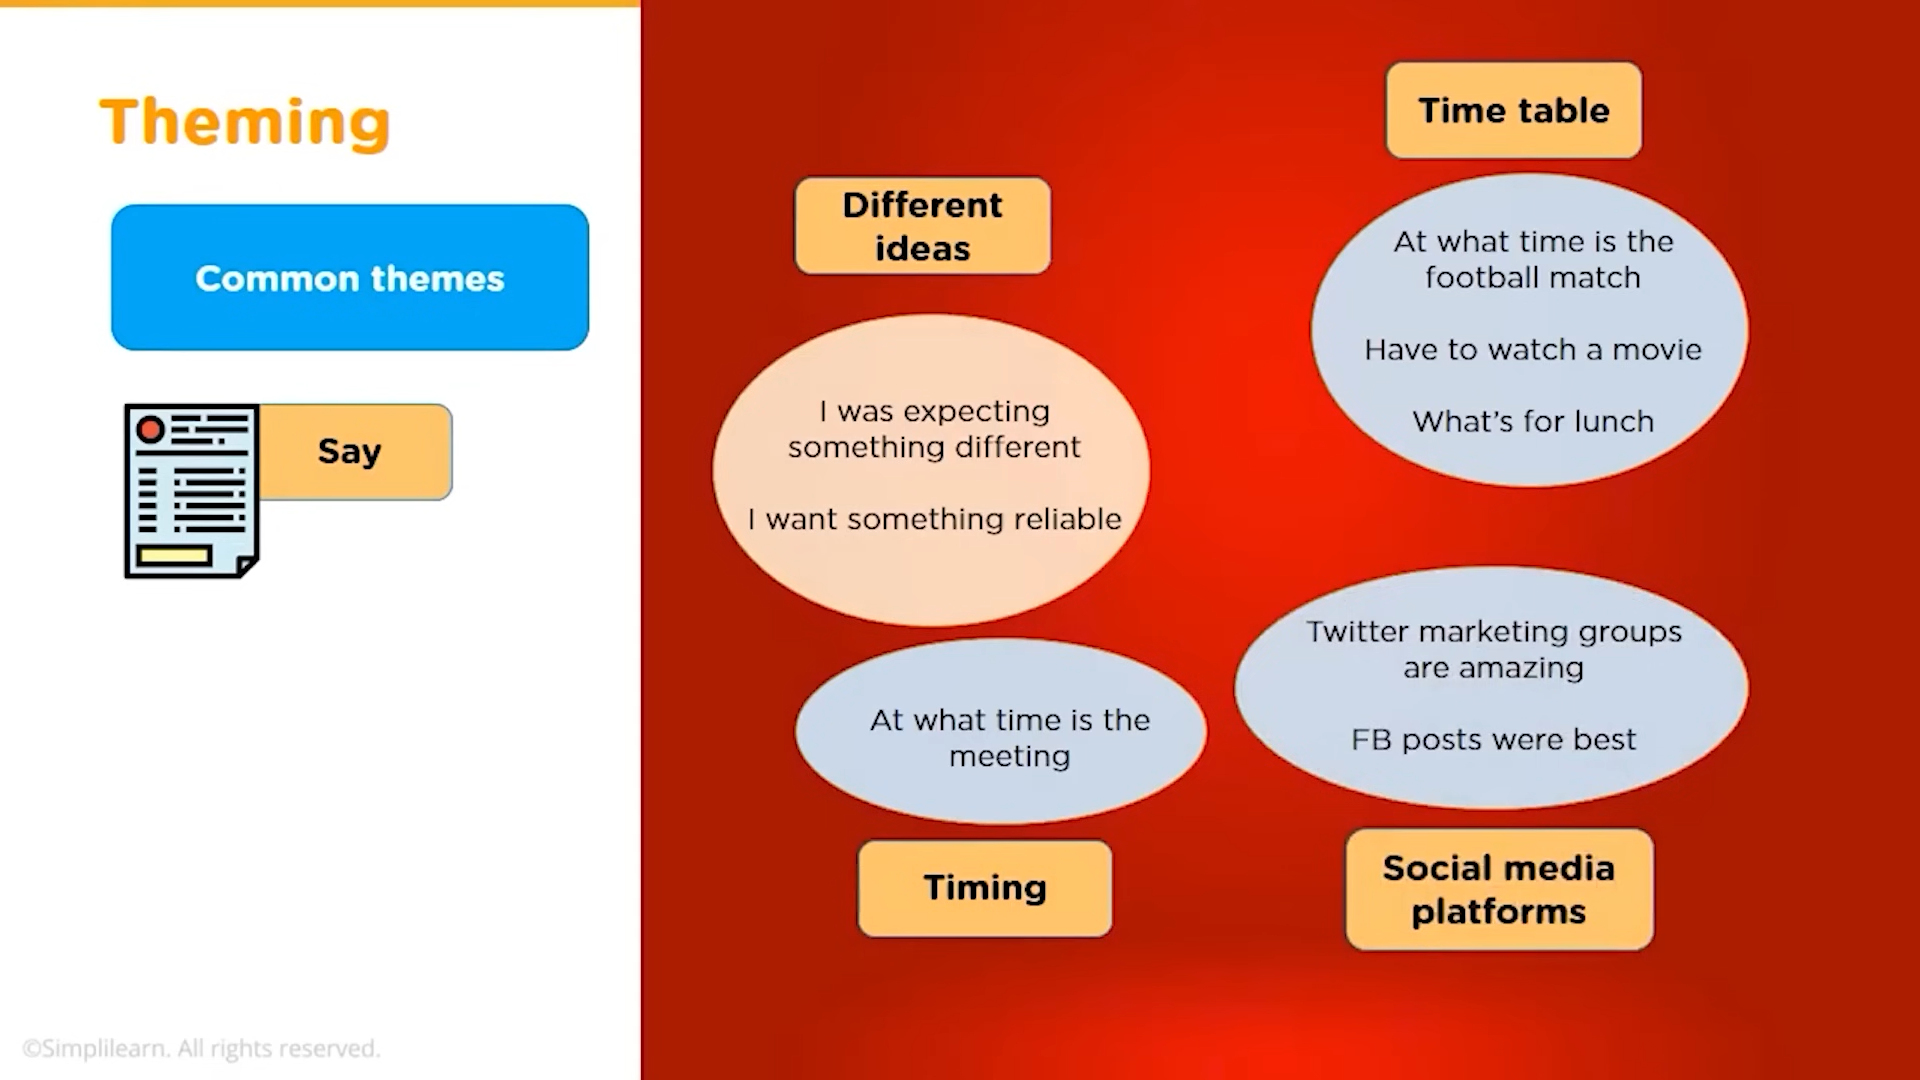 Theming
Common themes
Say
Different
ideas
I was expecting
something different
I want something reliable
At what time is the
meeting
Timing
Time table
At what time is the
football match
Have to watch a movie
What's for lunch
Twitter marketing groups
are amazing
FB posts were best
Social media
platforms
©Simplilearn. All rights reserved.